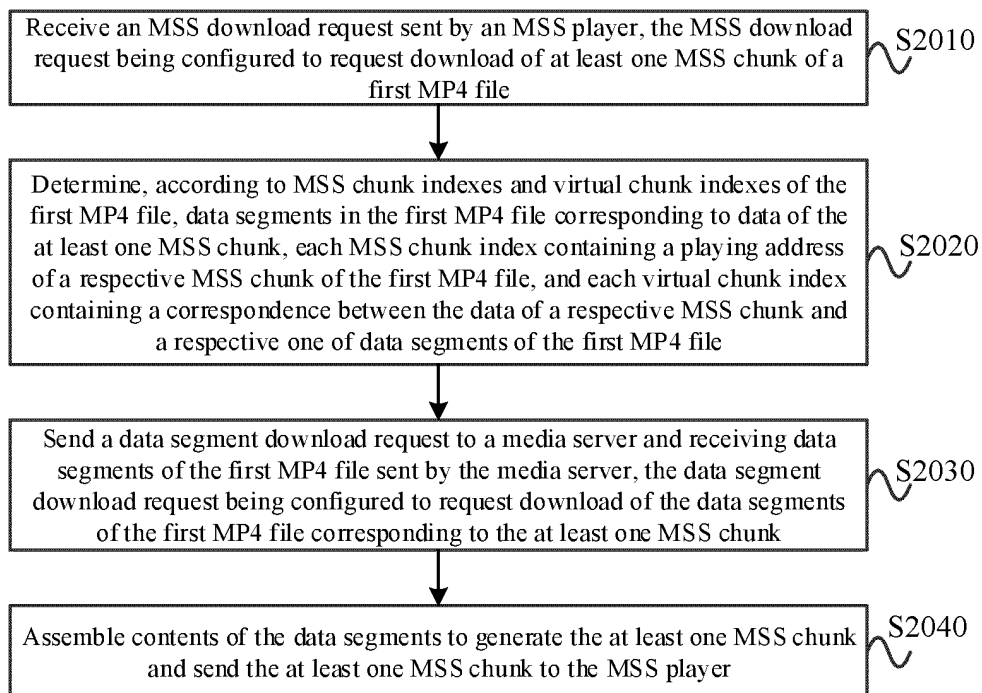 Receive an MSS download request sent by an MSS player, the MSS download
request being configured to request download of at least one MSS chunk of a
first MP4 file
S2010
Determine, according to MSS chunk indexes and virtual chunk indexes of the
first MP4 file, data segments in the first MP4 file corresponding to data of the
at least one MSS chunk, each MSS chunk index containing a playing address
of a respective MSS chunk of the first MP4 file, and each virtual chunk index
containing a correspondence between the data of a respective MSS chunk and
a respective one of data segments of the first MP4 file
S2020
Send a data segment download request to a media server and receiving data
segments of the first MP4 file sent by the media server, the data segment
download request being configured to request download of the data segments
of the first MP4 file corresponding to the at least one MSS chunk
S2030
Assemble contents of the data segments to generate the at least one MSS chunk
and send the at least one MSS chunk to the MSS player
S2040